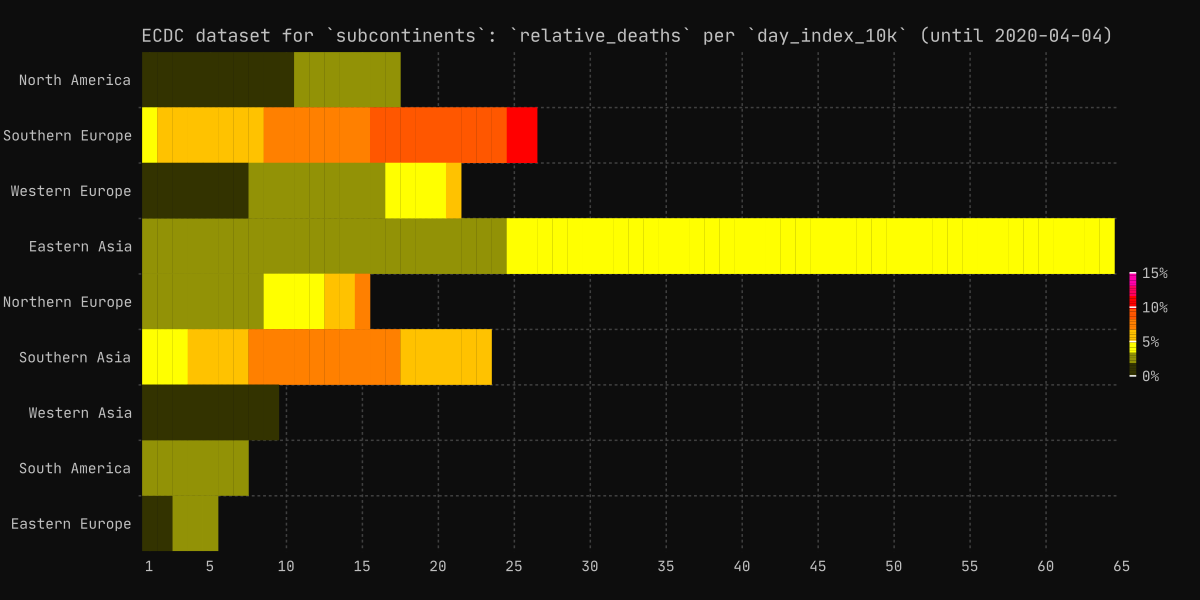 ECDC dataset for `subcontinents`: `relative_deaths` per `day_index_10k` (until 2020-04-04)
North America
Southern Europe
Western Europe
Eastern Asia
Northern Europe
Southern Asia
Western Asia
South America
Eastern Europe
15%
10%
5%
0%
1 5 10 15 20 25 30 35 40 45 50 55 60 65